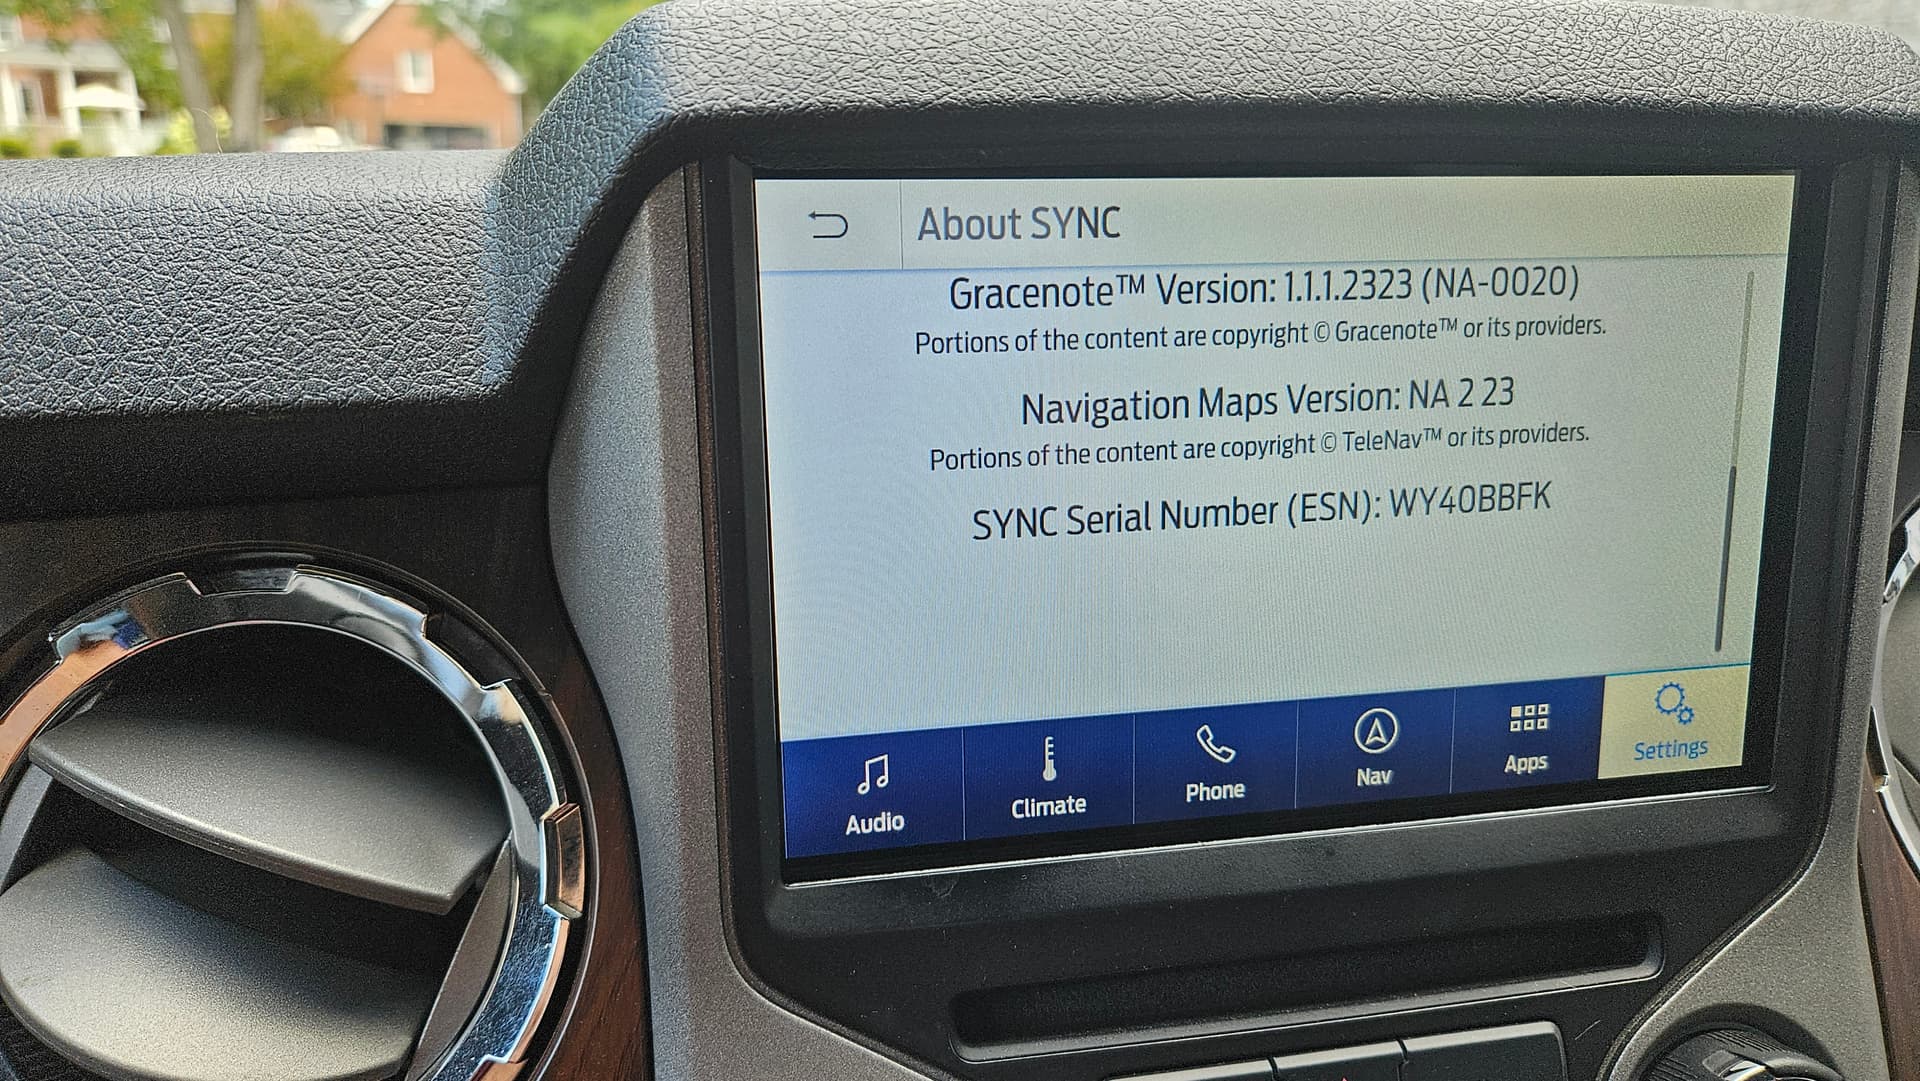 About SYNC
Gracenote™ Version: 1.1.1.2323 (NA-0020)
Portions of the content are copyright © Gracenote™ or its providers.
Navigation Maps Version: NA 2 23
Portions of the content are copyright © TeleNav™ or its providers.
SYNC Serial Number (ESN): WY40BBFK
Audio
Climate
Phone
Nav
Apps
Settings